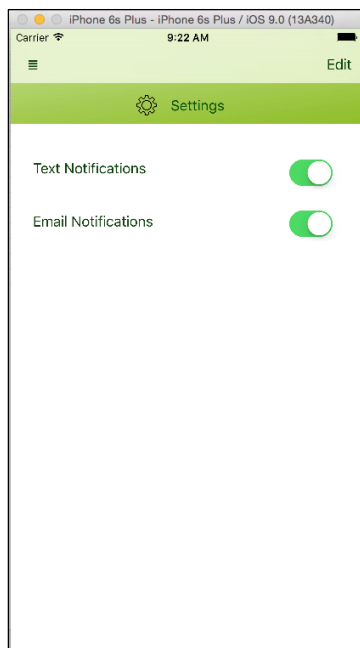 iPhone 6s Plus - iPhone 6s Plus / iOS 9.0 (13A340)
Carrier 9:22 AM
Edit
Settings
Text Notifications
Email Notifications